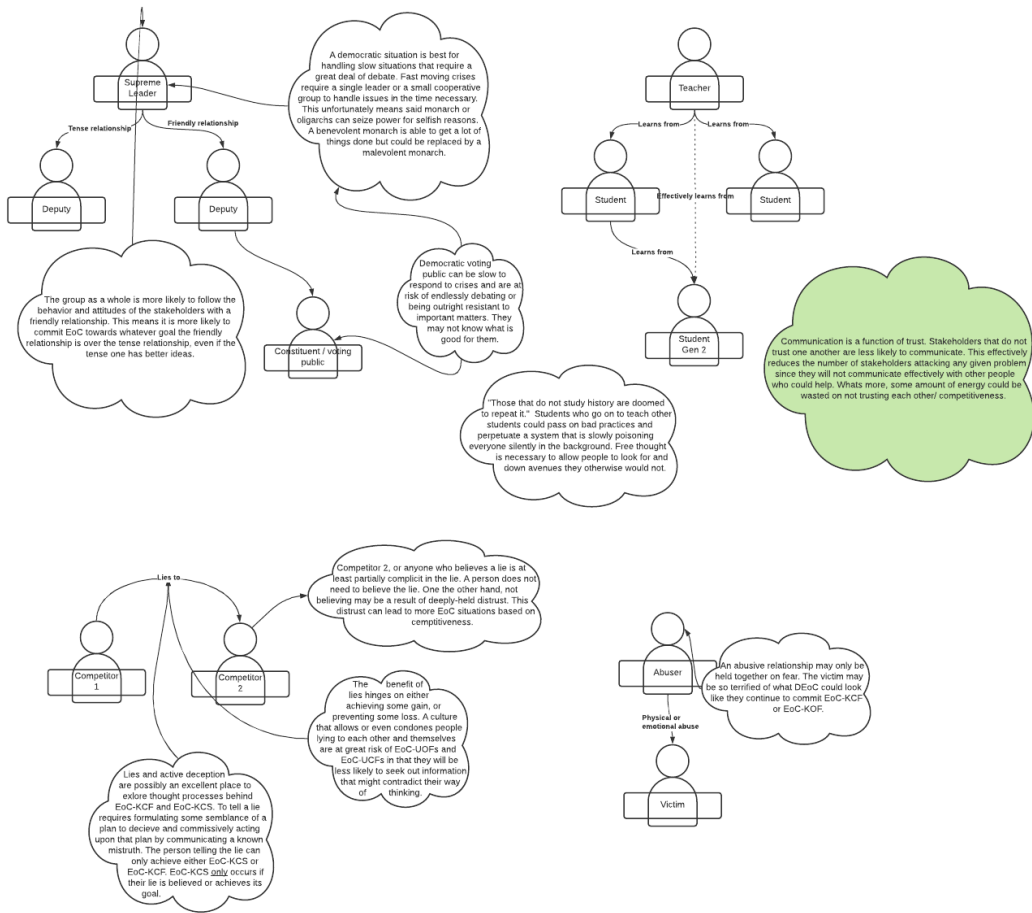 Supreme
Leader
Tense relationship
Friendly relationship
Deputy
Deputy
A democratic situation is best for
handling slow situations that require a
great deal of debate. Fast moving crises
require a single leader or a small cooperative
group to handle issues in the time necessary.
This unfortunately means said monarch or
oligarchs can seize power for selfish reasons.
A benevolent monarch is able to get a lot of
things done but could be replaced by a
malevolent monarch.
The group as a whole is more likely to follow the
behavior and attitudes of the stakeholders with a
friendly relationship. This means it is more likely to
commit EoC towards whatever goal the friendly
relationship is over the tense relationship, even if the
tense one has better ideas.
Democratic voting
public can be slow to
respond to crises and are at
risk of endlessly debating or
being outright resistant to
important matters. They
may not know what is
good for them.
Constituent / voting
public
Teacher
Learns from
Learns from
Student
Effectively learns from
Student
Learns from
Student
Gen 2
"Those that do not study history are doomed
to repeat it." Students who go on to teach other
students could pass on bad practices and
perpetuate a system that is slowly poisoning
everyone silently in the background. Free thought
is necessary to allow people to look for and
down avenues they otherwise would not.
Communication is a function of trust. Stakeholders that do not
trust one another are less likely to communicate. This effectively
reduces the number of stakeholders attacking any given problem
since they will not communicate effectively with other people
who could help. Whats more, some amount of energy could be
wasted on not trusting each other/ competitiveness.
Lies to
Competitor
1
Competitor
2
Competitor 2, or anyone who believes a lie is at
least partially complicit in the lie. A person does not
need to believe the lie. One the other hand, not
believing may be a result of deeply-held distrust. This
distrust can lead to more EoC situations based on
cemptitiveness.
The benefit of
lies hinges on either
achieving some gain, or
preventing some loss. A culture
that allows or even condones people
lying to each other and themselves
are at great risk of EoC-UOFs and
EoC-UCFs in that they will be
less likely to seek out information
that might contradict their way
of thinking.
Lies and active deception
are possibly an excellent place to
exlore thought processes behind
EoC-KCF and EoC-KCS. To tell a lie
requires formulating some semblance of a
plan to decieve and commissively acting
upon that plan by communicating a known
mistruth. The person telling the lie can
only achieve either EoC-KCS or
EoC-KCF. EoC-KCS only occurs if
their lie is believed or achieves its
goal.
Abuser
An abusive relationship may only be
held together on fear. The victim may
be so terrified of what DEoC could look
like they continue to commit EoC-KCF
or EoC-KOF.
Physical or
emotional abuse
Victim